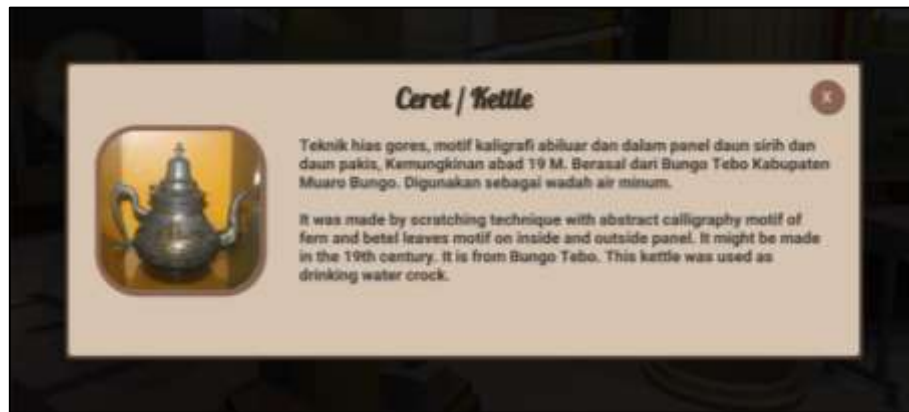 Ceret / Kettle
X
Teknik hias gores, motif kaligrafi abiluar dan dalam panel daun sirih dan
daun pakis, Kemungkinan abad 19 M. Berasal dari Bungo Tebo Kabupaten
Muaro Bungo. Digunakan sebagai wadah air minum.
It was made by scratching technique with abstract calligraphy motif of
fern and betel leaves motif on inside and outside panel. It might be made
in the 19th century. It is from Bungo Tebo. This kettle was used as
drinking water crock.